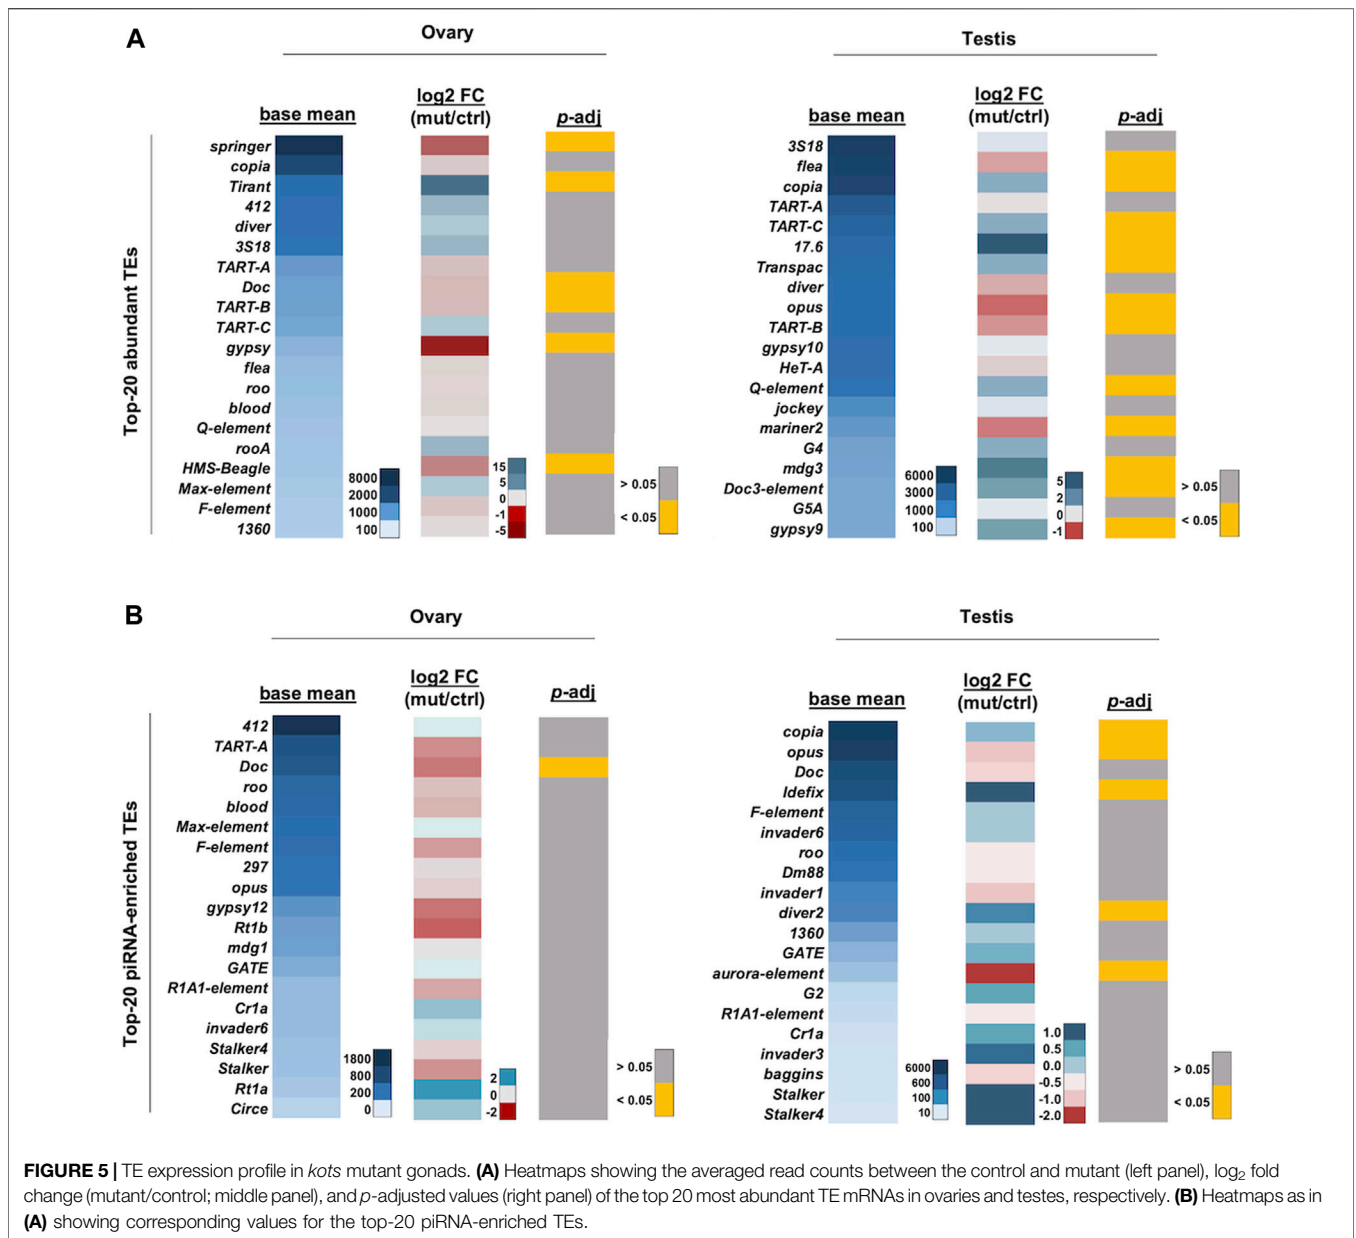 A
Ovary
Testis
base mean
log2 FC
(mut/ctrl)
p-adj
base mean
log2 FC
(mut/ctrl)
p-adj
Top-20 abundant TEs
springer
copia
Tirant
412
diver
3S18
TART-A
Doc
TART-B
TART-C
gypsy
flea
roo
blood
Q-element
rooA
HMS-Beagle
Max-element
F-element
1360
8000
2000
1000
100
15
5
0
-1
-5
> 0.05
< 0.05
3S18
flea
copia
TART-A
TART-C
17.6
Transpac
diver
opus
TART-B
gypsy10
HeT-A
Q-element
jockey
mariner2
G4
mdg3
Doc3-element
G5A
gypsy9
6000
3000
1000
100
5
2
0
-1
> 0.05
< 0.05
B
Ovary
Testis
base mean
log2 FC
(mut/ctrl)
p-adj
base mean
log2 FC
(mut/ctrl)
p-adj
Top-20 piRNA-enriched TEs
412
TART-A
Doc
roo
blood
Max-element
F-element
297
opus
gypsy12
Rt1b
mdg1
GATE
R1A1-element
Cr1a
invader6
Stalker4
Stalker
Rt1a
Circe
1800
800
200
0
2
0
-2
> 0.05
< 0.05
copia
opus
Doc
Idefix
F-element
invader6
roo
Dm88
invader1
diver2
1360
GATE
aurora-element
G2
R1A1-element
Cr1a
invader3
baggins
Stalker
Stalker4
6000
600
100
10
1.0
0.5
0.0
-0.5
-1.0
-2.0
> 0.05
< 0.05
FIGURE 5 | TE expression profile in kots mutant gonads. (A) Heatmaps showing the averaged read counts between the control and mutant (left panel), log2 fold
change (mutant/control; middle panel), and p-adjusted values (right panel) of the top 20 most abundant TE mRNAs in ovaries and testes, respectively. (B) Heatmaps as in
(A) showing corresponding values for the top-20 piRNA-enriched TEs.